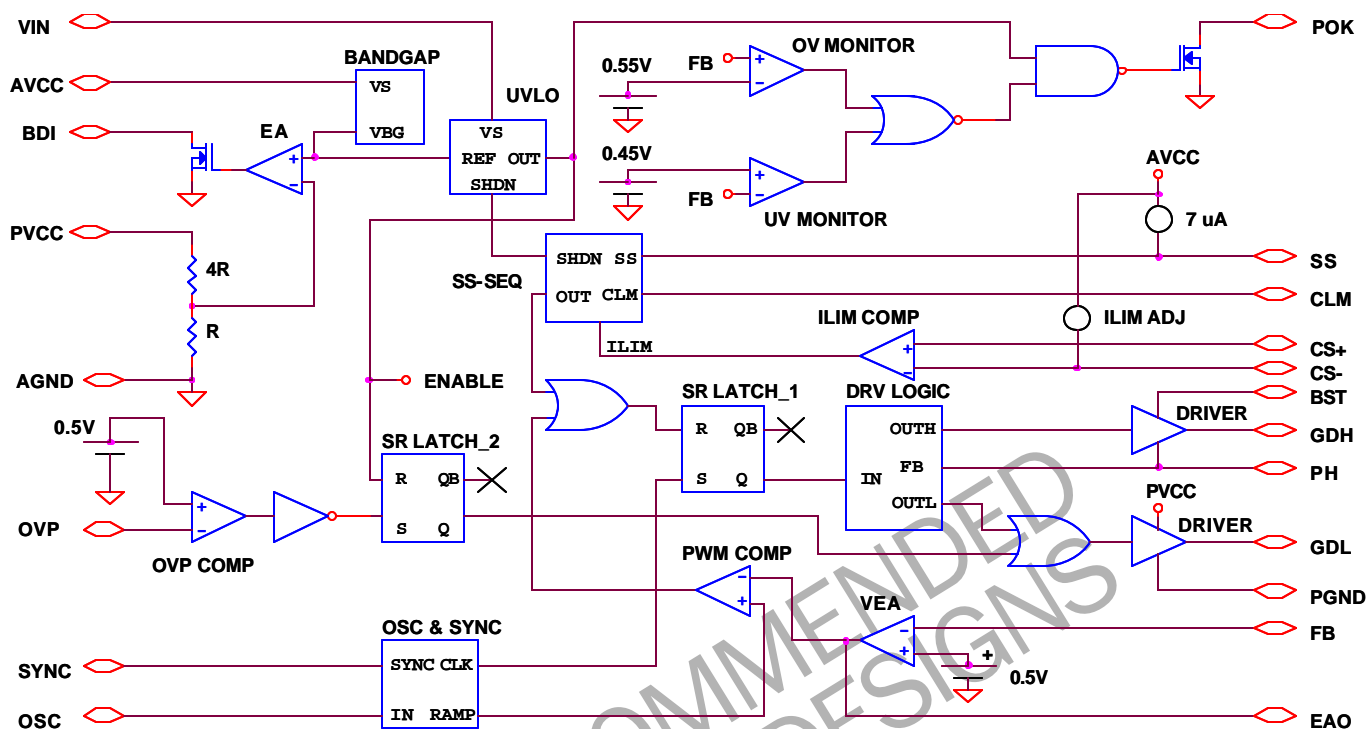 VIN
POK
BANDGAP
OV MONITOR
FB
+
-
0.55V
AVCC
VS
UVLO
BDI
EA
VBG
VS
REF OUT
SHDN
+
-
0.45V
+
-
FB
UV MONITOR
AVCC
7 uA
PVCC
4R
SHDN SS
SS
SS-SEQ
OUT CLM
CLM
R
ILIM COMP
ILIM ADJ
ILIM
+
-
CS+
CS-
AGND
ENABLE
SR LATCH_1
DRV LOGIC
BST
0.5V
SR LATCH_2
R QB
OUTH
DRIVER
GDH
FB
PH
R QB
S Q
IN
OUTL
PVCC
+
-
S Q
DRIVER
OVP
GDL
OVP COMP
PWM COMP
-
+
PGND
VEA
-
+
FB
OSC & SYNC
+
SYNC
SYNC CLK
0.5V
OSC
IN RAMP
EAO
OMMENDED
DESIGNS